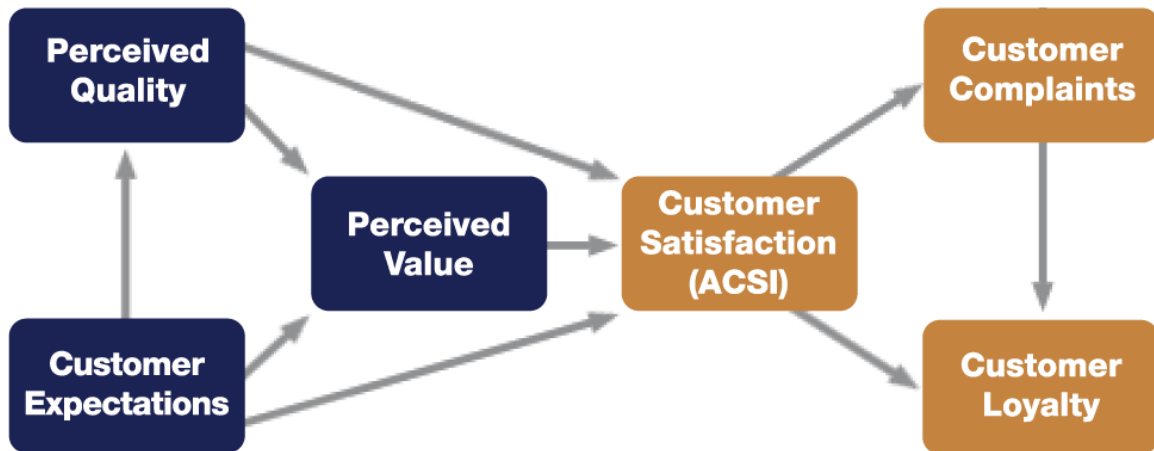 Perceived
Quality
Customer
Complaints
Perceived
Value
Customer
Satisfaction
(ACSI)
Customer
Expectations
Customer
Loyalty